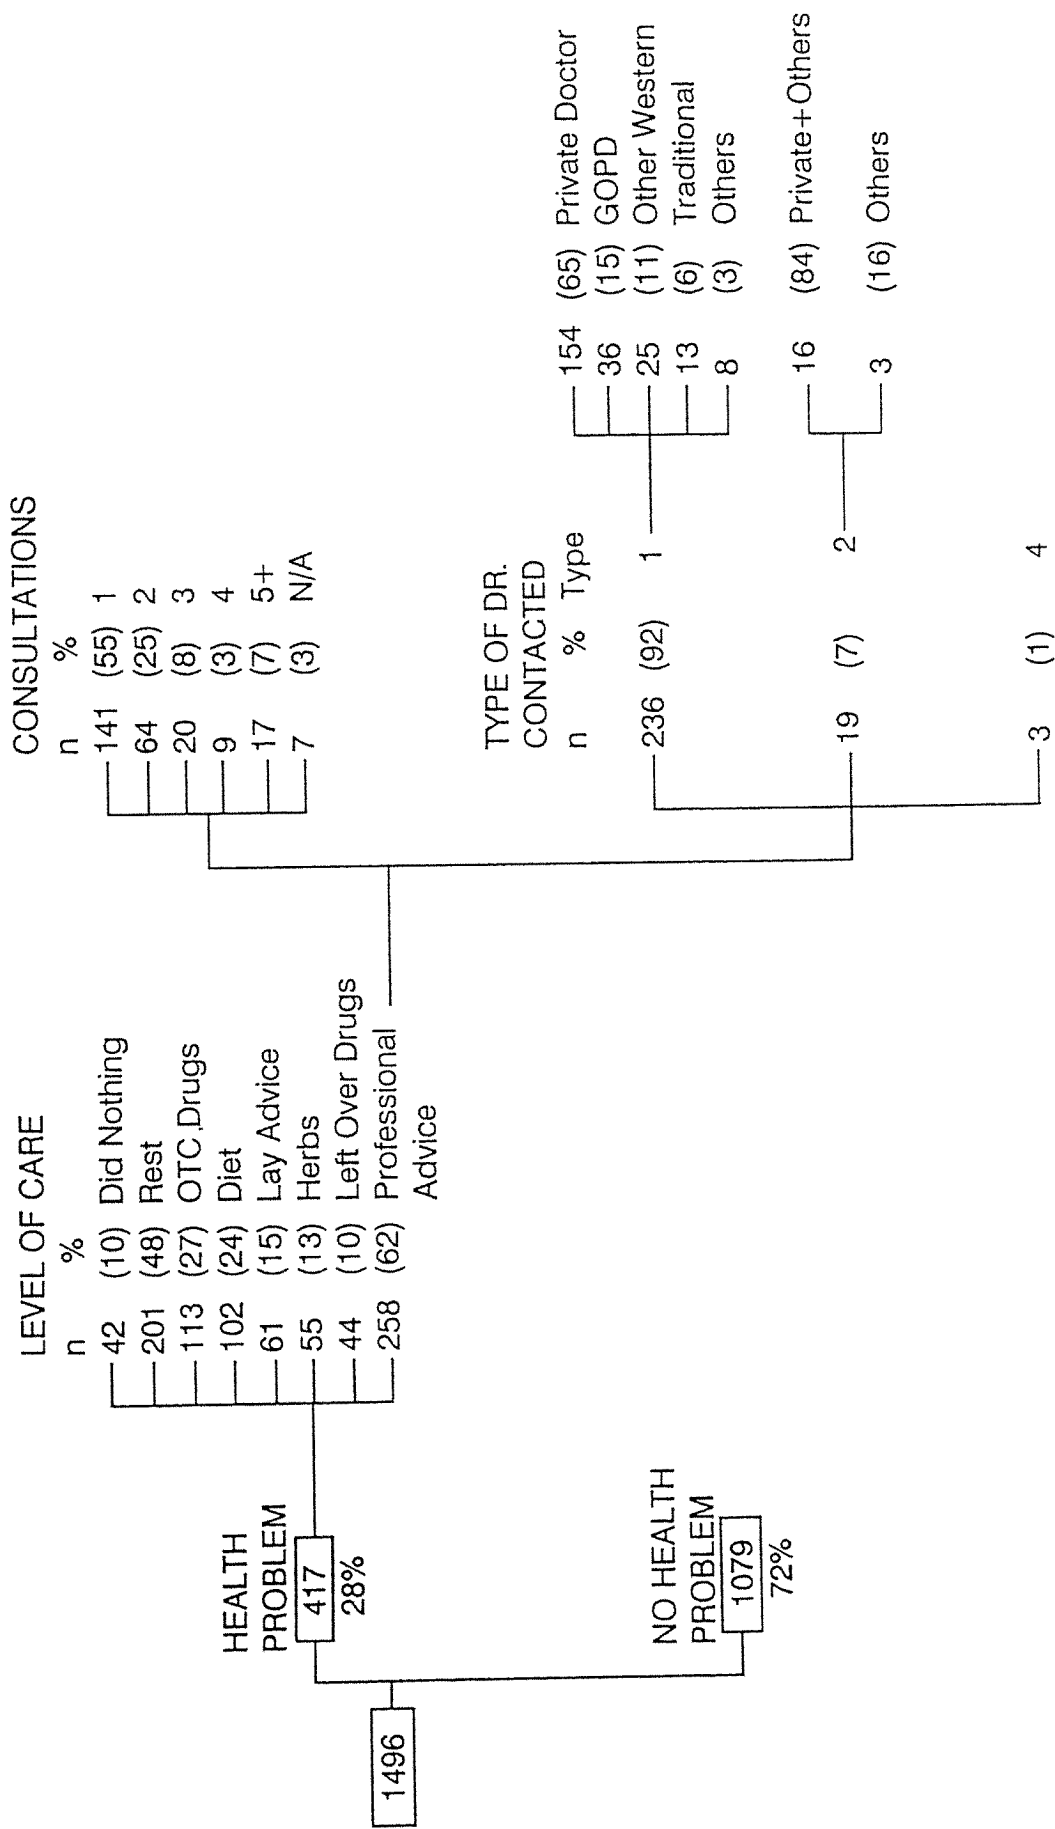 1496
HEALTH
PROBLEM
417
28%
NO HEALTH
PROBLEM
1079
72%
LEVEL OF CARE
n %
42 (10) Did Nothing
201 (48) Rest
113 (27) OTC,Drugs
102 (24) Diet
61 (15) Lay Advice
55 (13) Herbs
44 (10) Left Over Drugs
258 (62) Professional
Advice
CONSULTATIONS
n %
141 (55) 1
64 (25) 2
20 (8) 3
9 (3) 4
17 (7) 5+
7 (3) N/A
TYPE OF DR.
CONTACTED
n % Type
236 (92) 1
19 (7) 2
3 (1) 4
154 (65) Private Doctor
36 (15) GOPD
25 (11) Other Western
13 (6) Traditional
8 (3) Others
16 (84) Private+Others
3 (16) Others